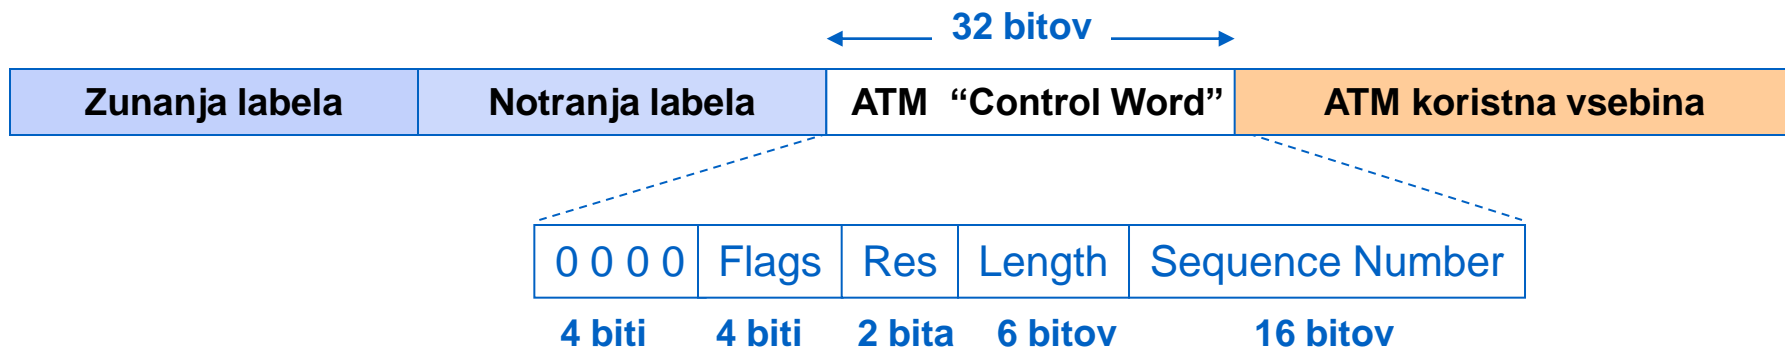 32 bitov
Zunanja labela Notranja labela ATM “Control Word” ATM koristna vsebina
0 0 0 0 Flags Res Length Sequence Number
4 biti 4 biti 2 bita 6 bitov 16 bitov